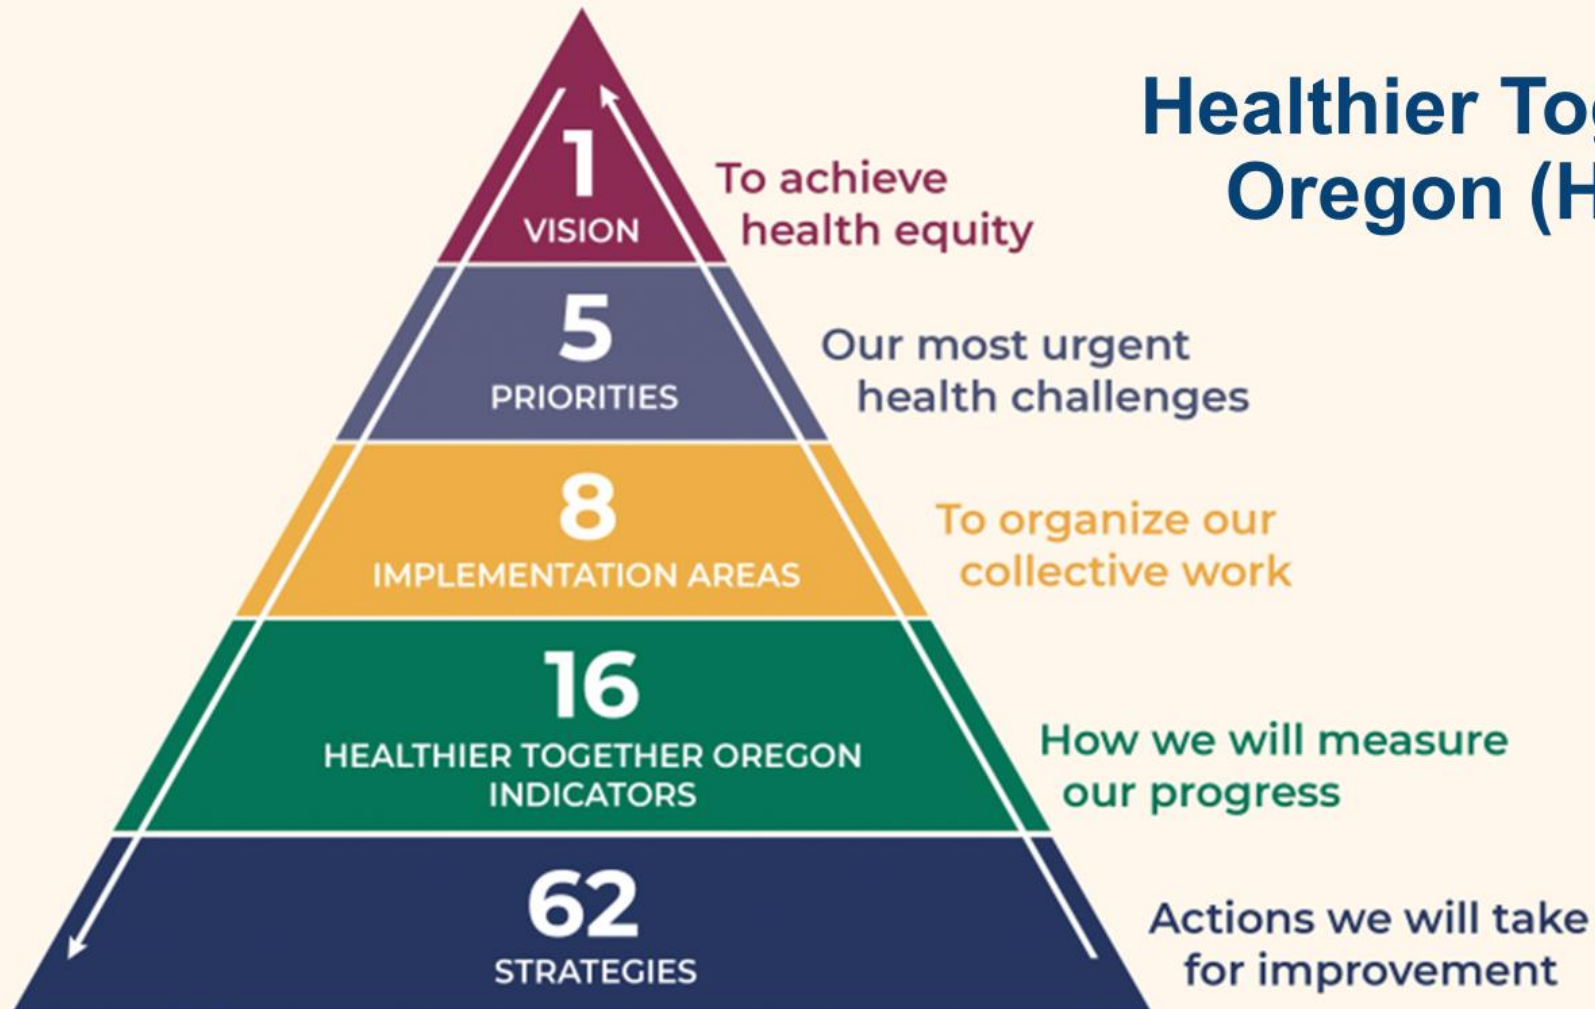 Healthier Tog
Oregon (H
1
VISION
To achieve
health equity
5
PRIORITIES
Our most urgent
health challenges
8
IMPLEMENTATION AREAS
To organize our
collective work
16
HEALTHIER TOGETHER OREGON
INDICATORS
How we will measure
our progress
62
STRATEGIES
Actions we will take
for improvement